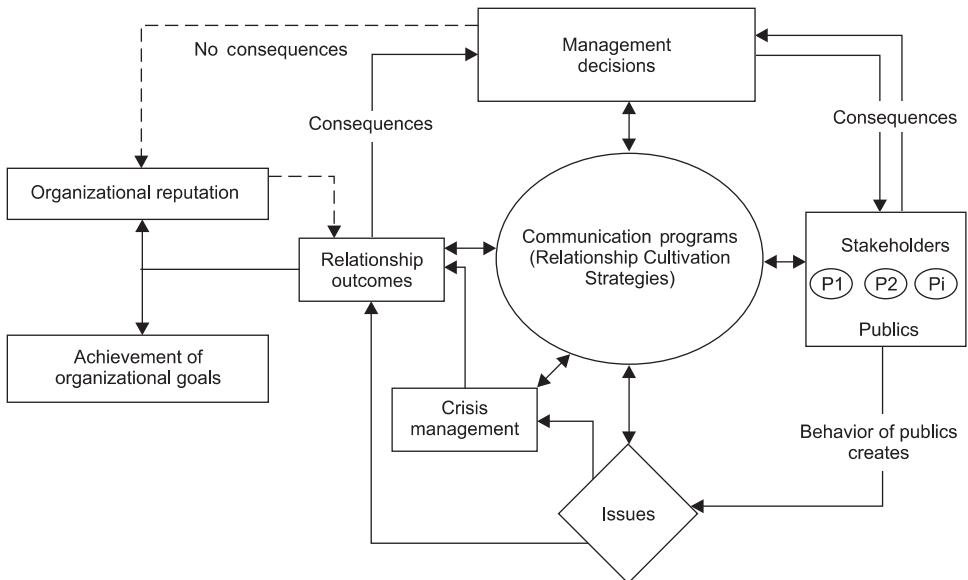 Management
decisions
No consequences
Consequences
Consequences
Organizational reputation
Relationship
outcomes
Communication programs
(Relationship Cultivation
Strategies)
Stakeholders
P1 P2 Pi
Publics
Achievement of
organizational goals
Crisis
management
Behavior of publics
creates
Issues